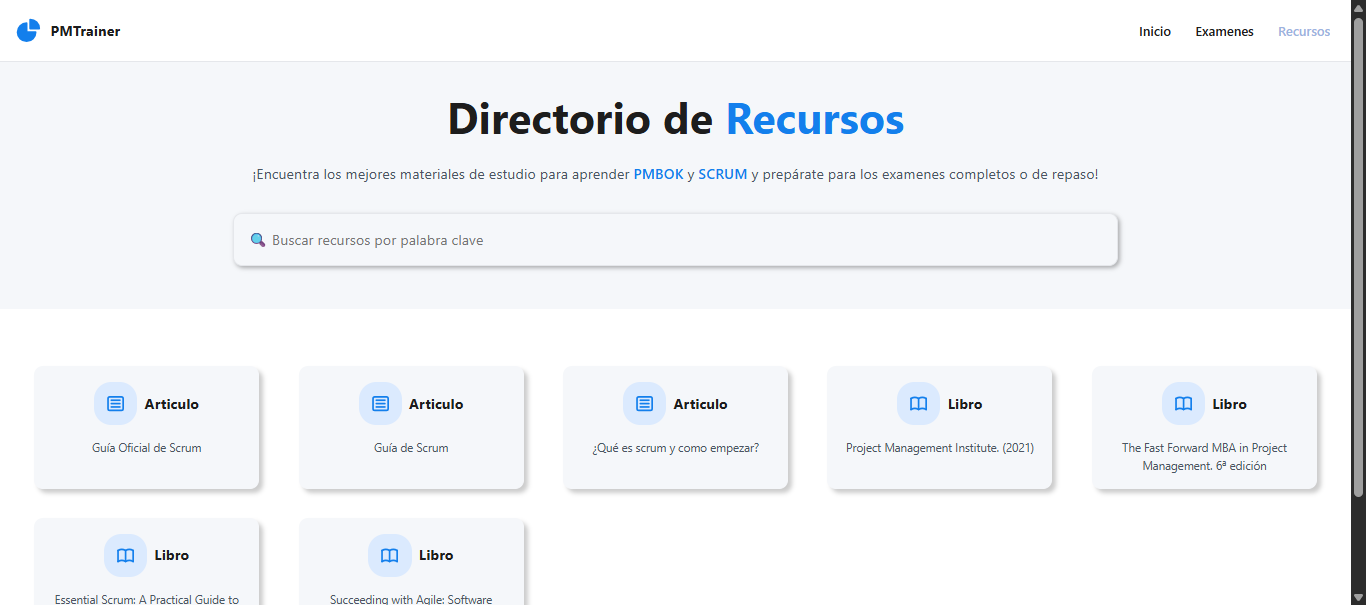 PMTrainer
Inicio Examenes Recursos
Directorio de Recursos
¡Encuentra los mejores materiales de estudio para aprender PMBOK y SCRUM y prepárate para los examenes completos o de repaso!
Buscar recursos por palabra clave
Articulo
Guía Oficial de Scrum
Articulo
Guía de Scrum
Articulo
¿Qué es scrum y como empezar?
Libro
Project Management Institute. (2021)
Libro
The Fast Forward MBA in Project
Management. 6ª edición
Libro
Essential Scrum: A Practical Guide to
Libro
Succeeding with Agile: Software